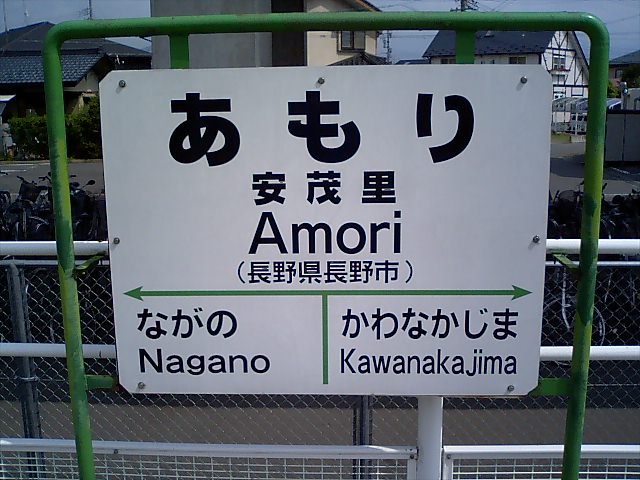 あもり
安茂里
Amori
(長野県長野市)
ながの かわなかじま
Nagano Kawanakajima